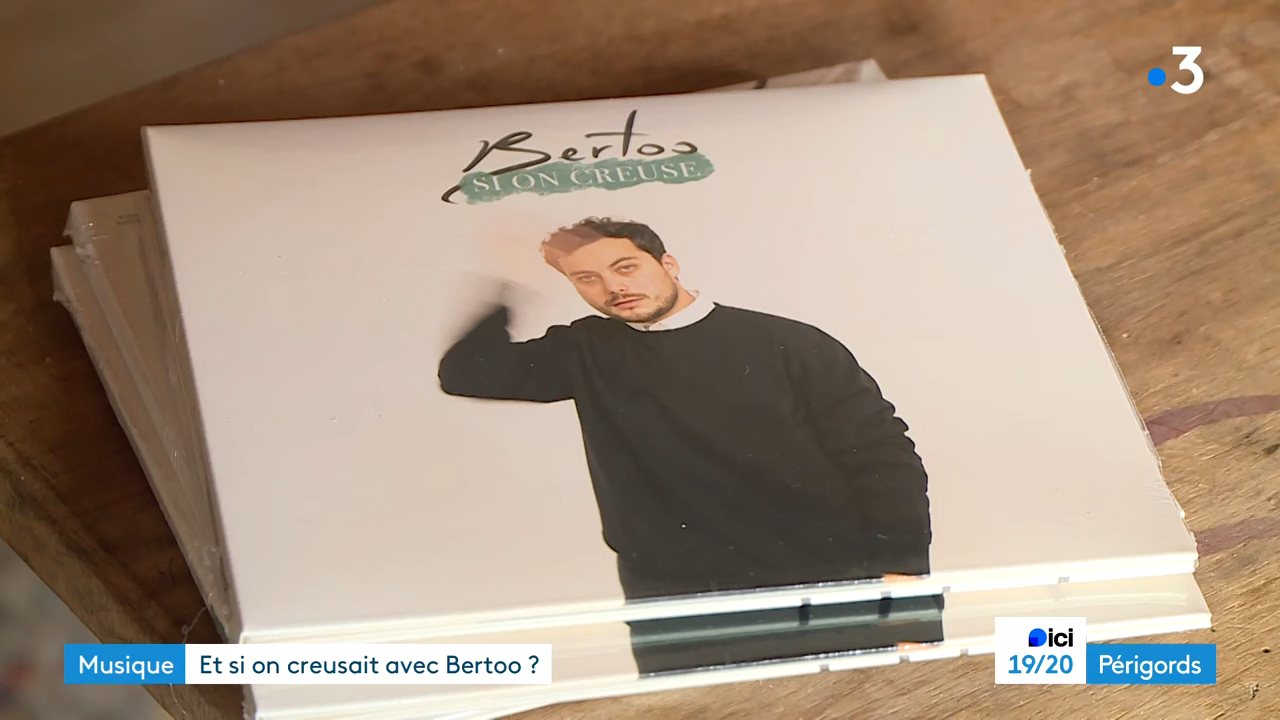 3
Bertoo
SI ON CREUSE
Musique
Et si on creusait avec Bertoo ?
ici
19/20
Périgords